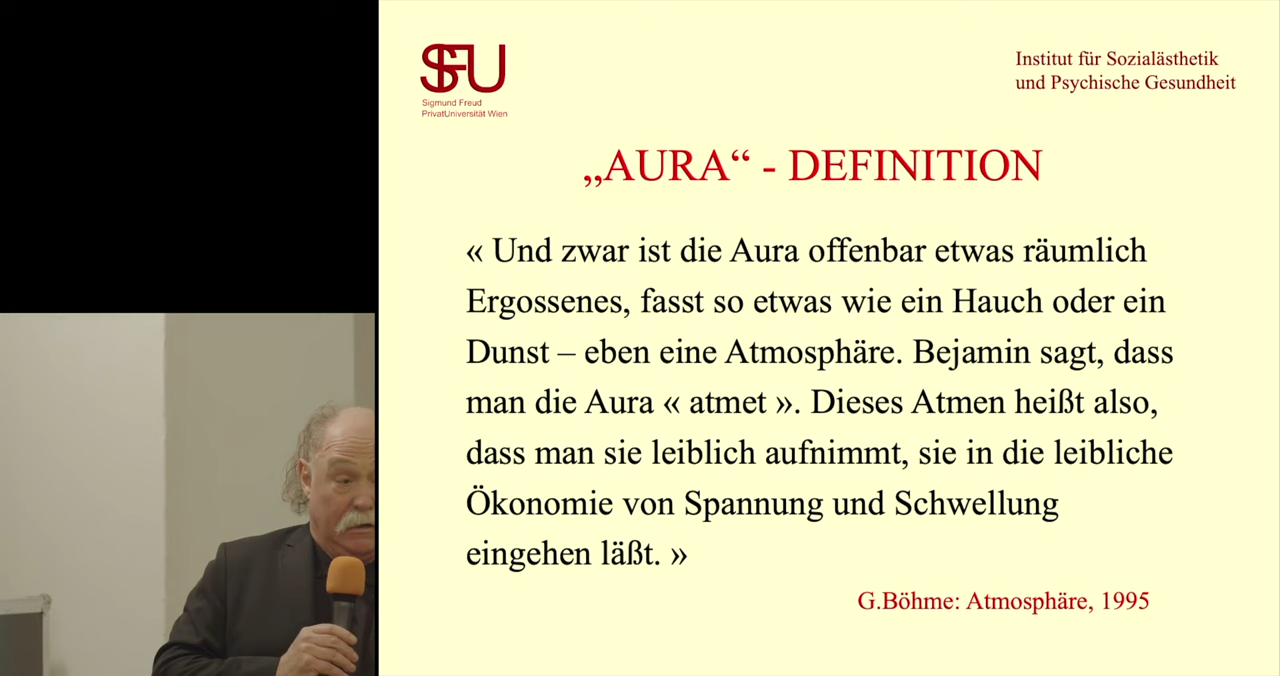 SFU
Sigmund Freud
PrivatUniversität Wien
Institut für Sozialästhetik
und Psychische Gesundheit
„AURA“ - DEFINITION
« Und zwar ist die Aura offenbar etwas räumlich
Ergossenes, fasst so etwas wie ein Hauch oder ein
Dunst – eben eine Atmosphäre. Bejamin sagt, dass
man die Aura « atmet ». Dieses Atmen heißt also,
dass man sie leiblich aufnimmt, sie in die leibliche
Ökonomie von Spannung und Schwellung
eingehen läßt. »
G.Böhme: Atmosphäre, 1995